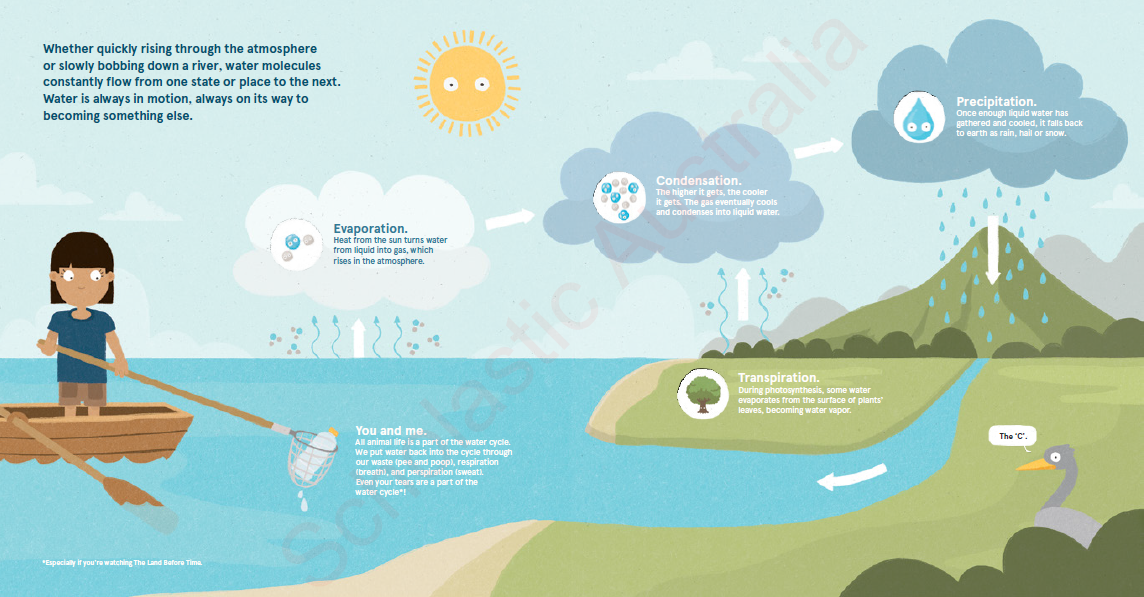 Whether quickly rising through the atmosphere
or slowly bobbing down a river, water molecules
constantly flow from one state or place to the next.
Water is always in motion, always on its way to
becoming something else.
Precipitation.
Once enough liquid water has
gathered and cooled, it falls back
to earth as rain, hail or snow.
Condensation.
The higher it gets, the cooler
it gets. The gas eventually cools
and condenses into liquid water.
Evaporation.
Heat from the sun turns water
from liquid into gas, which
rises in the atmosphere.
Transpiration.
During photosynthesis, some water
evaporates from the surface of plants'
leaves, becoming water vapor.
You and me.
All animal life is a part of the water cycle.
We put water back into the cycle through
our waste (pee and poop), respiration
(breath), and perspiration (sweat).
Even your tears are a part of the
water cycle*!
The 'C'.
*Especially if you're watching The Land Before Time.
Scholastic Australia